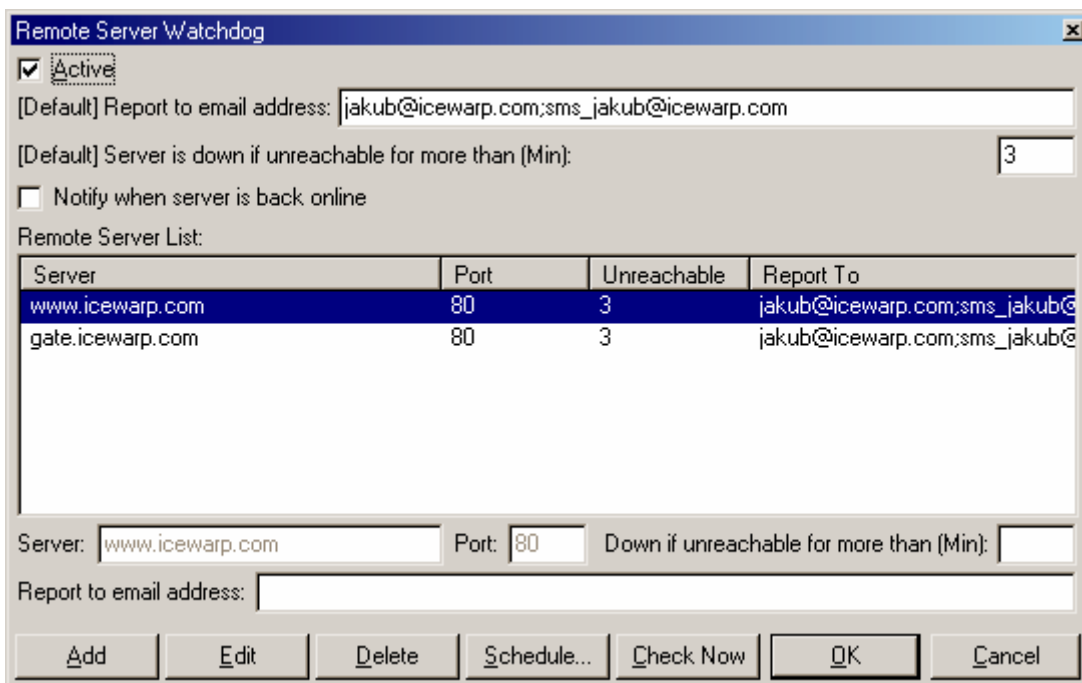 Remote Server Watchdog
Active
[Default] Report to email address: jakub@icewarp.com;sms_jakub@icewarp.com
[Default] Server is down if unreachable for more than (Min): 3
Notify when server is back online
Remote Server List:
Server Port Unreachable Report To
www.icewarp.com 80 3 jakub@icewarp.com;sms_jakub@
gate.icewarp.com 80 3 jakub@icewarp.com;sms_jakub@
Server: www.icewarp.com Port: 80 Down if unreachable for more than (Min):
Report to email address:
Add Edit Delete Schedule... Check Now OK Cancel